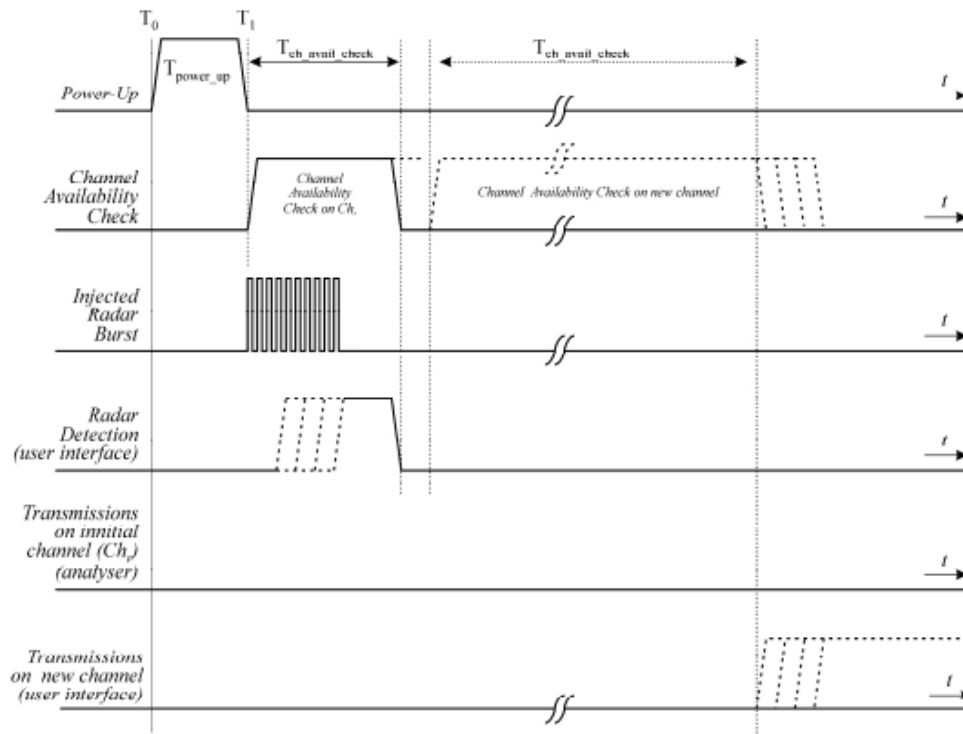 T0 T1
Tch_avail_check
Tch_avail_check
Tpower_up
Power-Up
t
Channel
Availability
Check
Channel
Availability
Check on Chr
Channel Availability Check on new channel
t
Injected
Radar
Burst
t
Radar
Detection
(user interface)
t
Transmissions
on innitial
channel (Chr)
(analyser)
t
Transmissions
on new channel
(user interface)
t